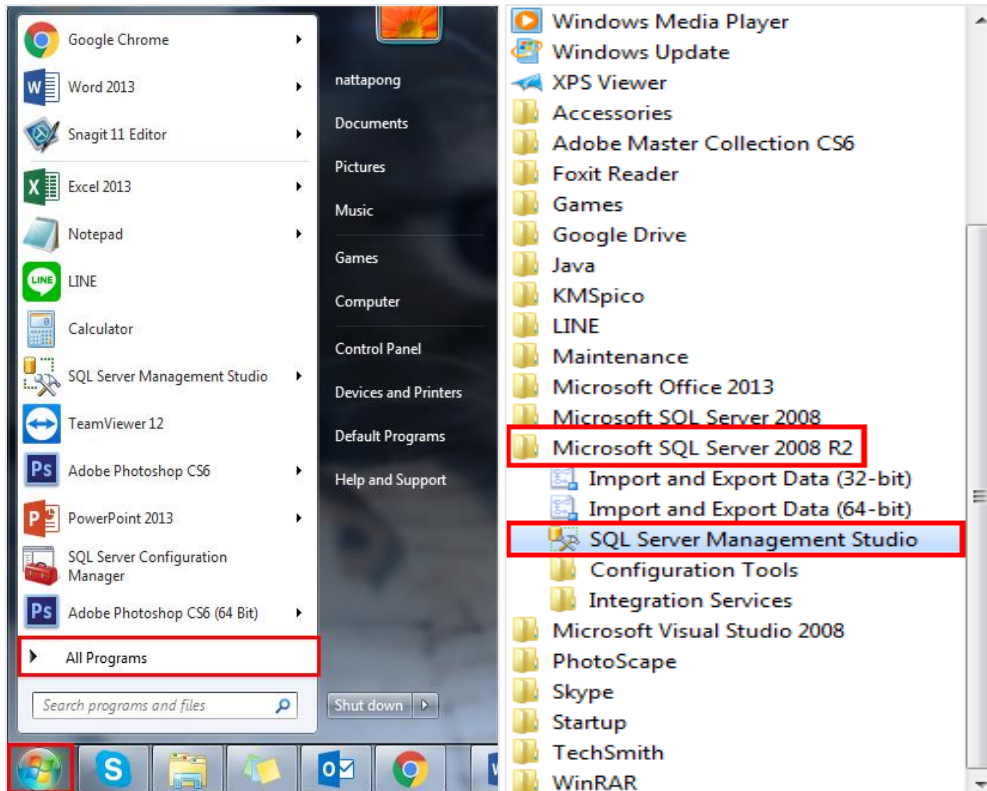 Google Chrome
Word 2013
Snagit 11 Editor
Excel 2013
Notepad
LINE
LINE
Calculator
SQL Server Management Studio
TeamViewer 12
Ps
Adobe Photoshop CS6
PowerPoint 2013
SQL Server Configuration
Manager
Ps
Adobe Photoshop CS6 (64 Bit)
All Programs
Search programs and files
nattapong
Documents
Pictures
Music
Games
Computer
Control Panel
Devices and Printers
Default Programs
Help and Support
Shut down
Windows Media Player
Windows Update
XPS Viewer
Accessories
Adobe Master Collection CS6
Foxit Reader
Games
Google Drive
Java
KMSpico
LINE
Maintenance
Microsoft Office 2013
Microsoft SQL Server 2008
Microsoft SQL Server 2008 R2
Import and Export Data (32-bit)
Import and Export Data (64-bit)
SQL Server Management Studio
Configuration Tools
Integration Services
Microsoft Visual Studio 2008
PhotoScape
Skype
Startup
TechSmith
WinRAR